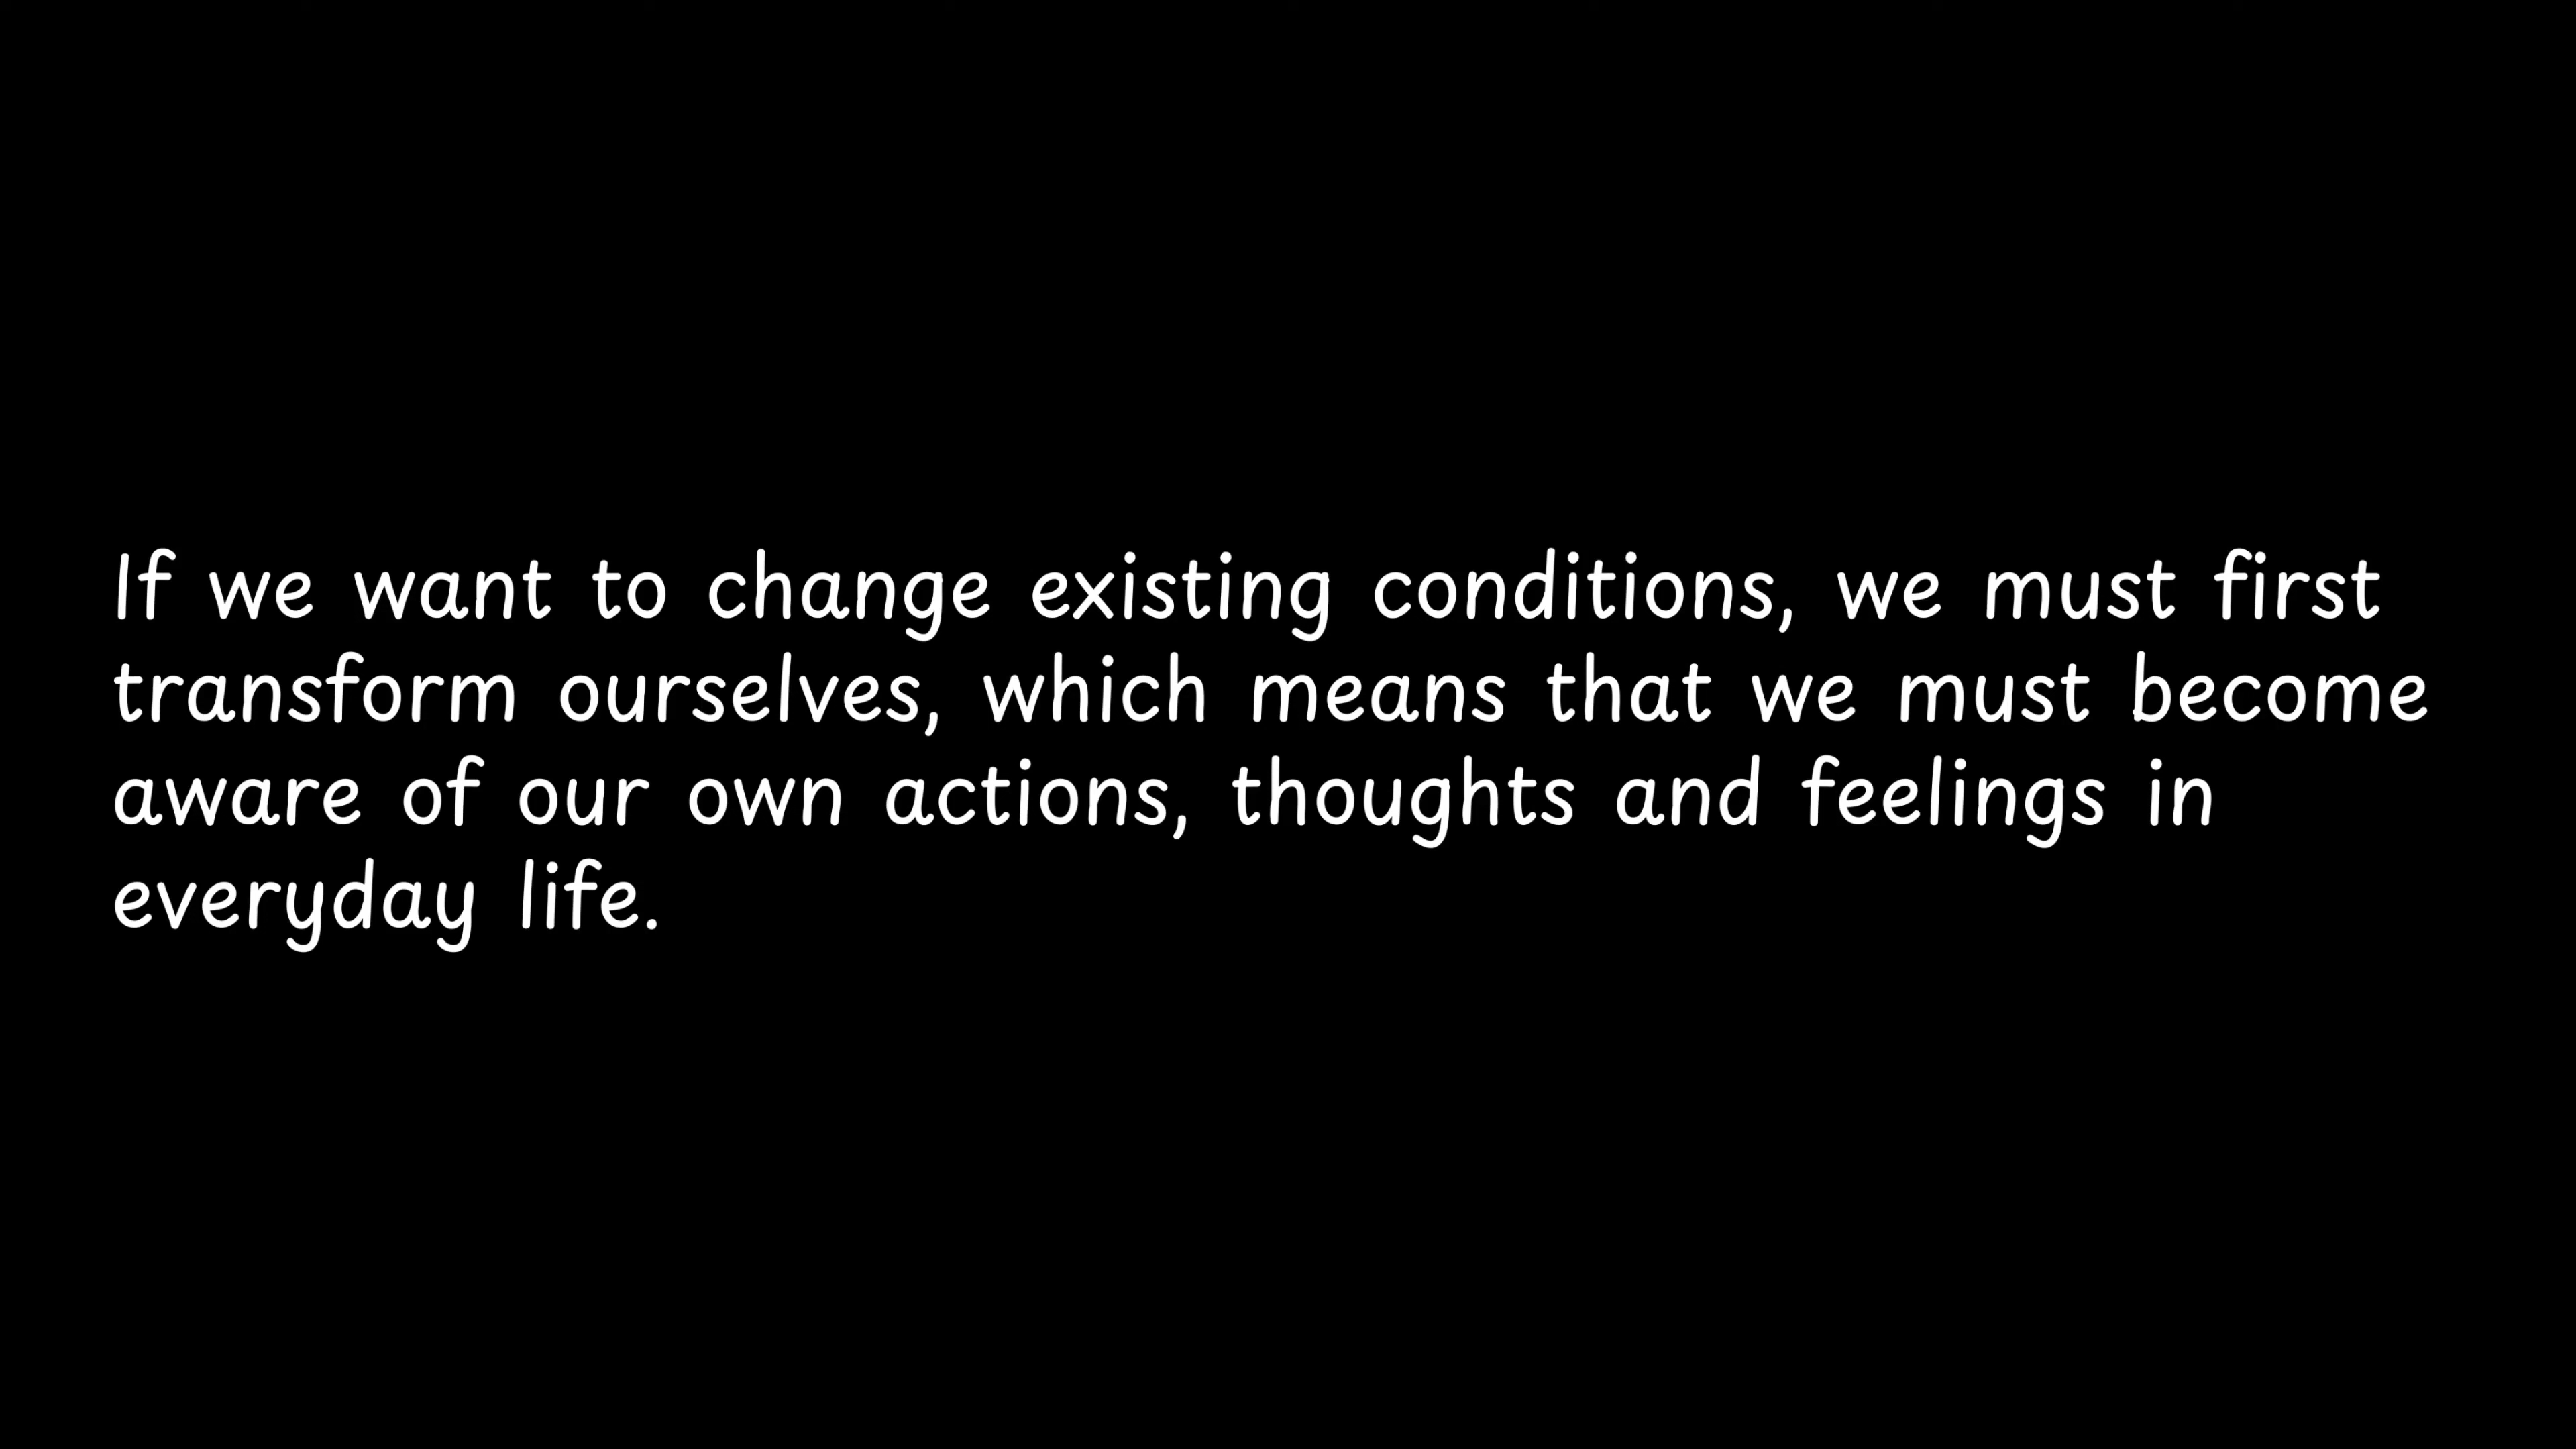 If we want to change existing conditions, we must first
transform ourselves, which means that we must become
aware of our own actions, thoughts and feelings in
everyday life.